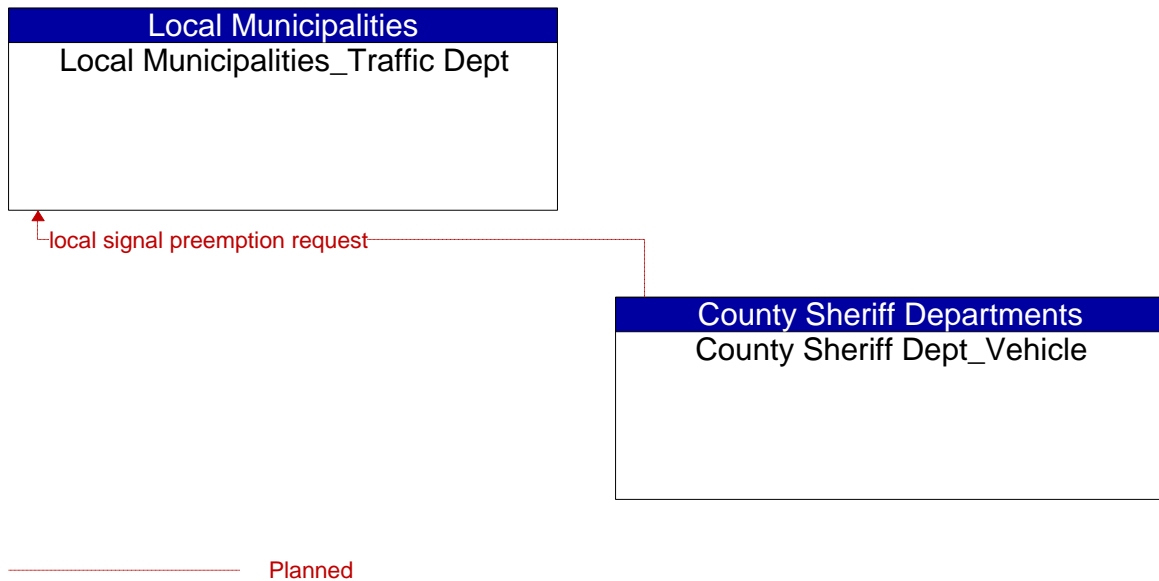 Local Municipalities
Local Municipalities_Traffic Dept
local signal preemption request
County Sheriff Departments
County Sheriff Dept_Vehicle
Planned